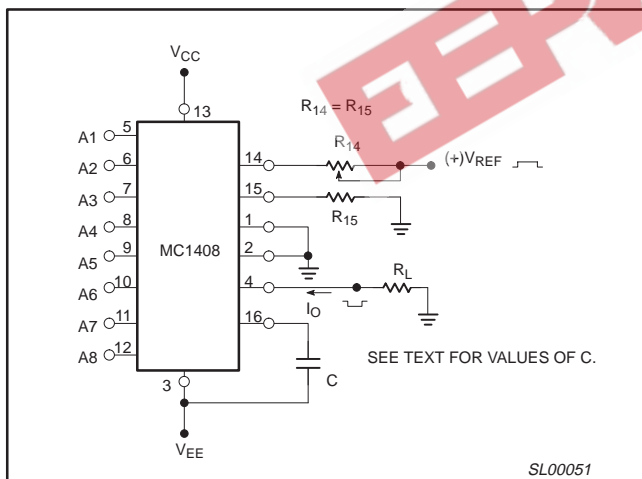 VCC
13
R14 = R15
A1 5
A2 6
A3 7
A4 8
A5 9
A6 10
A7 11
A8 12
MC1408
14
R14
(+)VREF
15
R15
1
2
4
IO
RL
16
C
SEE TEXT FOR VALUES OF C.
3
VEE
SL00051